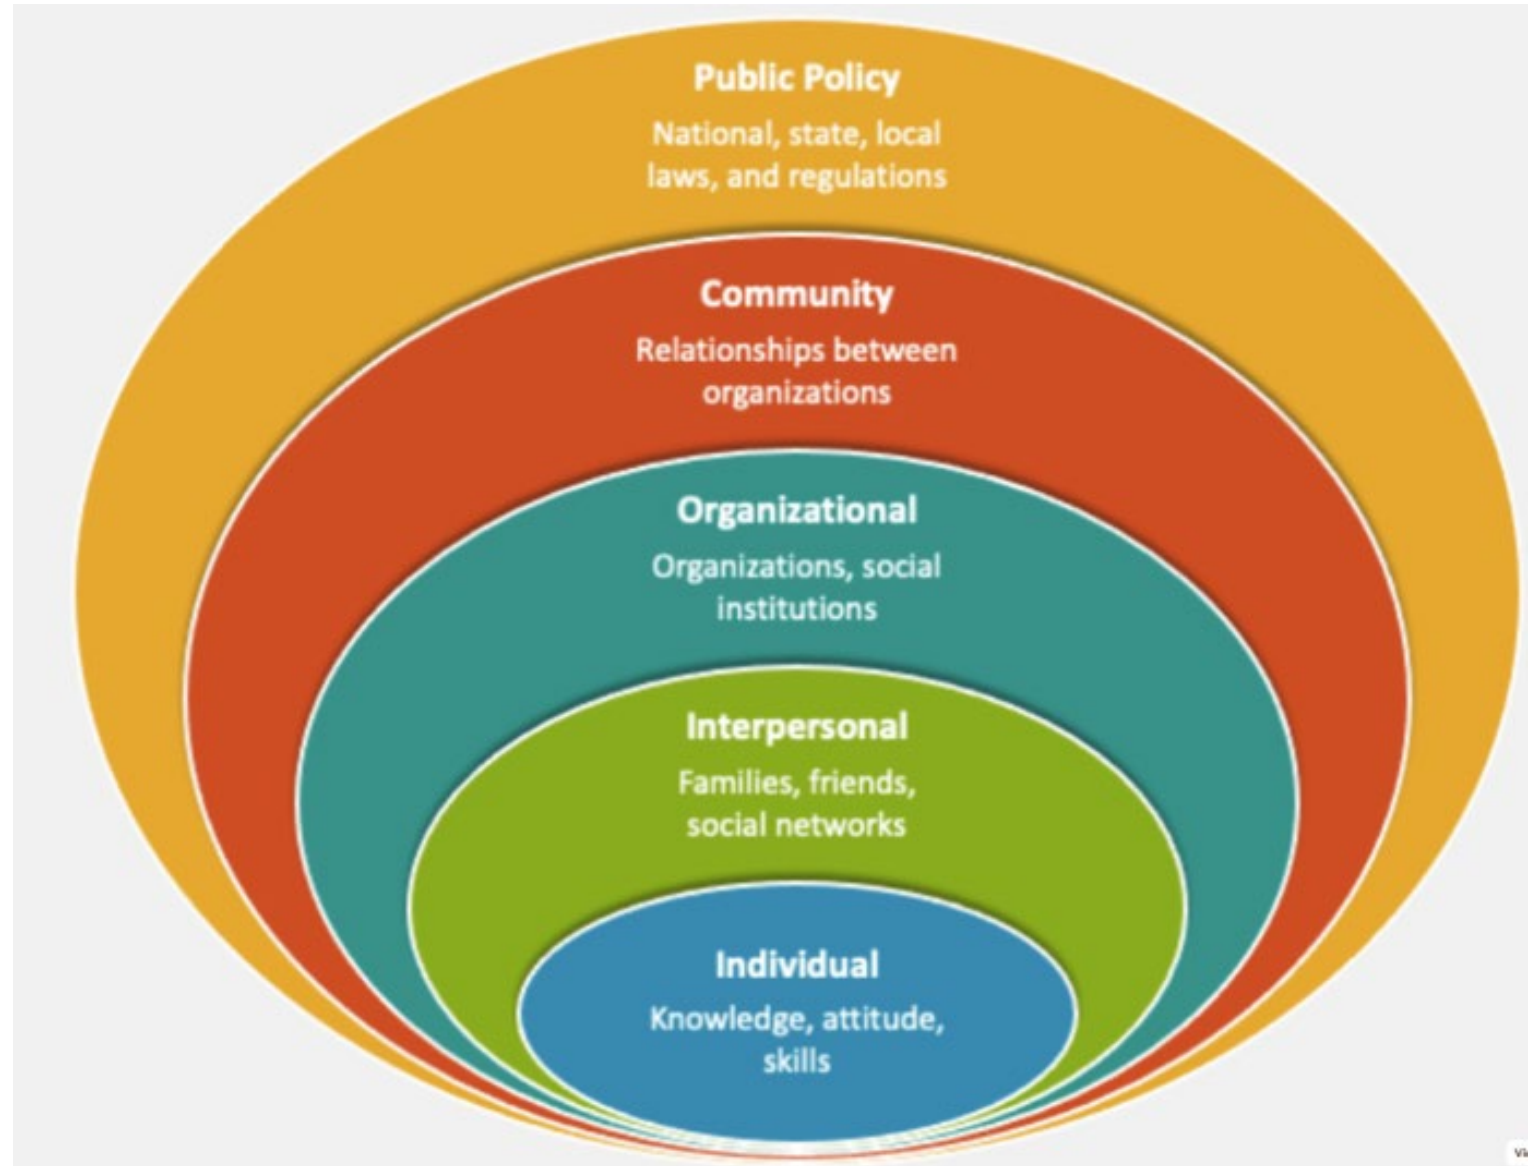 Public Policy
National, state, local
laws, and regulations
Community
Relationships between
organizations
Organizational
Organizations, social
institutions
Interpersonal
Families, friends,
social networks
Individual
Knowledge, attitude,
skills